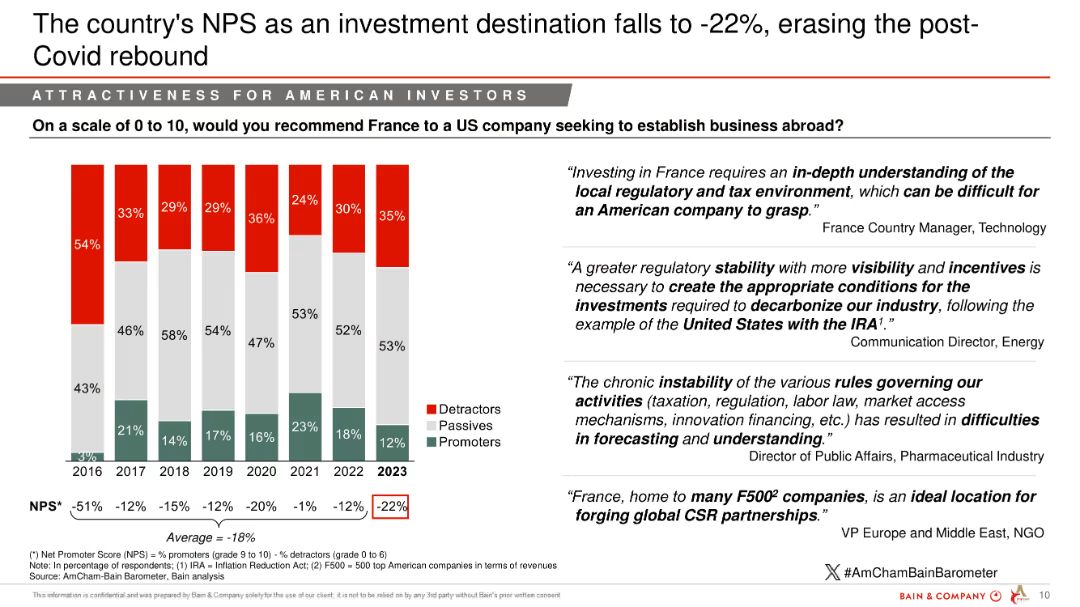 The country's NPS as an investment destination falls to -22%, erasing the post-
Covid rebound
ATTRACTIVENESS FOR AMERICAN INVESTORS
On a scale of 0 to 10, would you recommend France to a US company seeking to establish business abroad?
54% 33% 29% 29% 36% 24% 30% 35%
43% 46% 58% 54% 47% 53% 52% 53%
3% 21% 14% 17% 16% 23% 18% 12%
2016 2017 2018 2019 2020 2021 2022 2023
Detractors
Passives
Promoters
NPS* -51% -12% -15% -12% -20% -1% -12% -22%
Average = -18%
(*) Net Promoter Score (NPS) = % promoters (grade 9 to 10) - % detractors (grade 0 to 6)
Note: In percentage of respondents; (1) IRA = Inflation Reduction Act; (2) F500 = 500 top American companies in terms of revenues
Source: AmCham-Bain Barometer, Bain analysis
“Investing in France requires an in-depth understanding of the
local regulatory and tax environment, which can be difficult for
an American company to grasp.”
France Country Manager, Technology
“A greater regulatory stability with more visibility and incentives is
necessary to create the appropriate conditions for the
investments required to decarbonize our industry, following the
example of the United States with the IRA¹.”
Communication Director, Energy
“The chronic instability of the various rules governing our
activities (taxation, regulation, labor law, market access
mechanisms, innovation financing, etc.) has resulted in difficulties
in forecasting and understanding.”
Director of Public Affairs, Pharmaceutical Industry
“France, home to many F500² companies, is an ideal location for
forging global CSR partnerships.”
VP Europe and Middle East, NGO
#AmChamBainBarometer
This information is confidential and was prepared by Bain & Company solely for the use of our client; it is not to be relied on by any 3rd party without Bain's prior written consent
BAIN & COMPANY
10